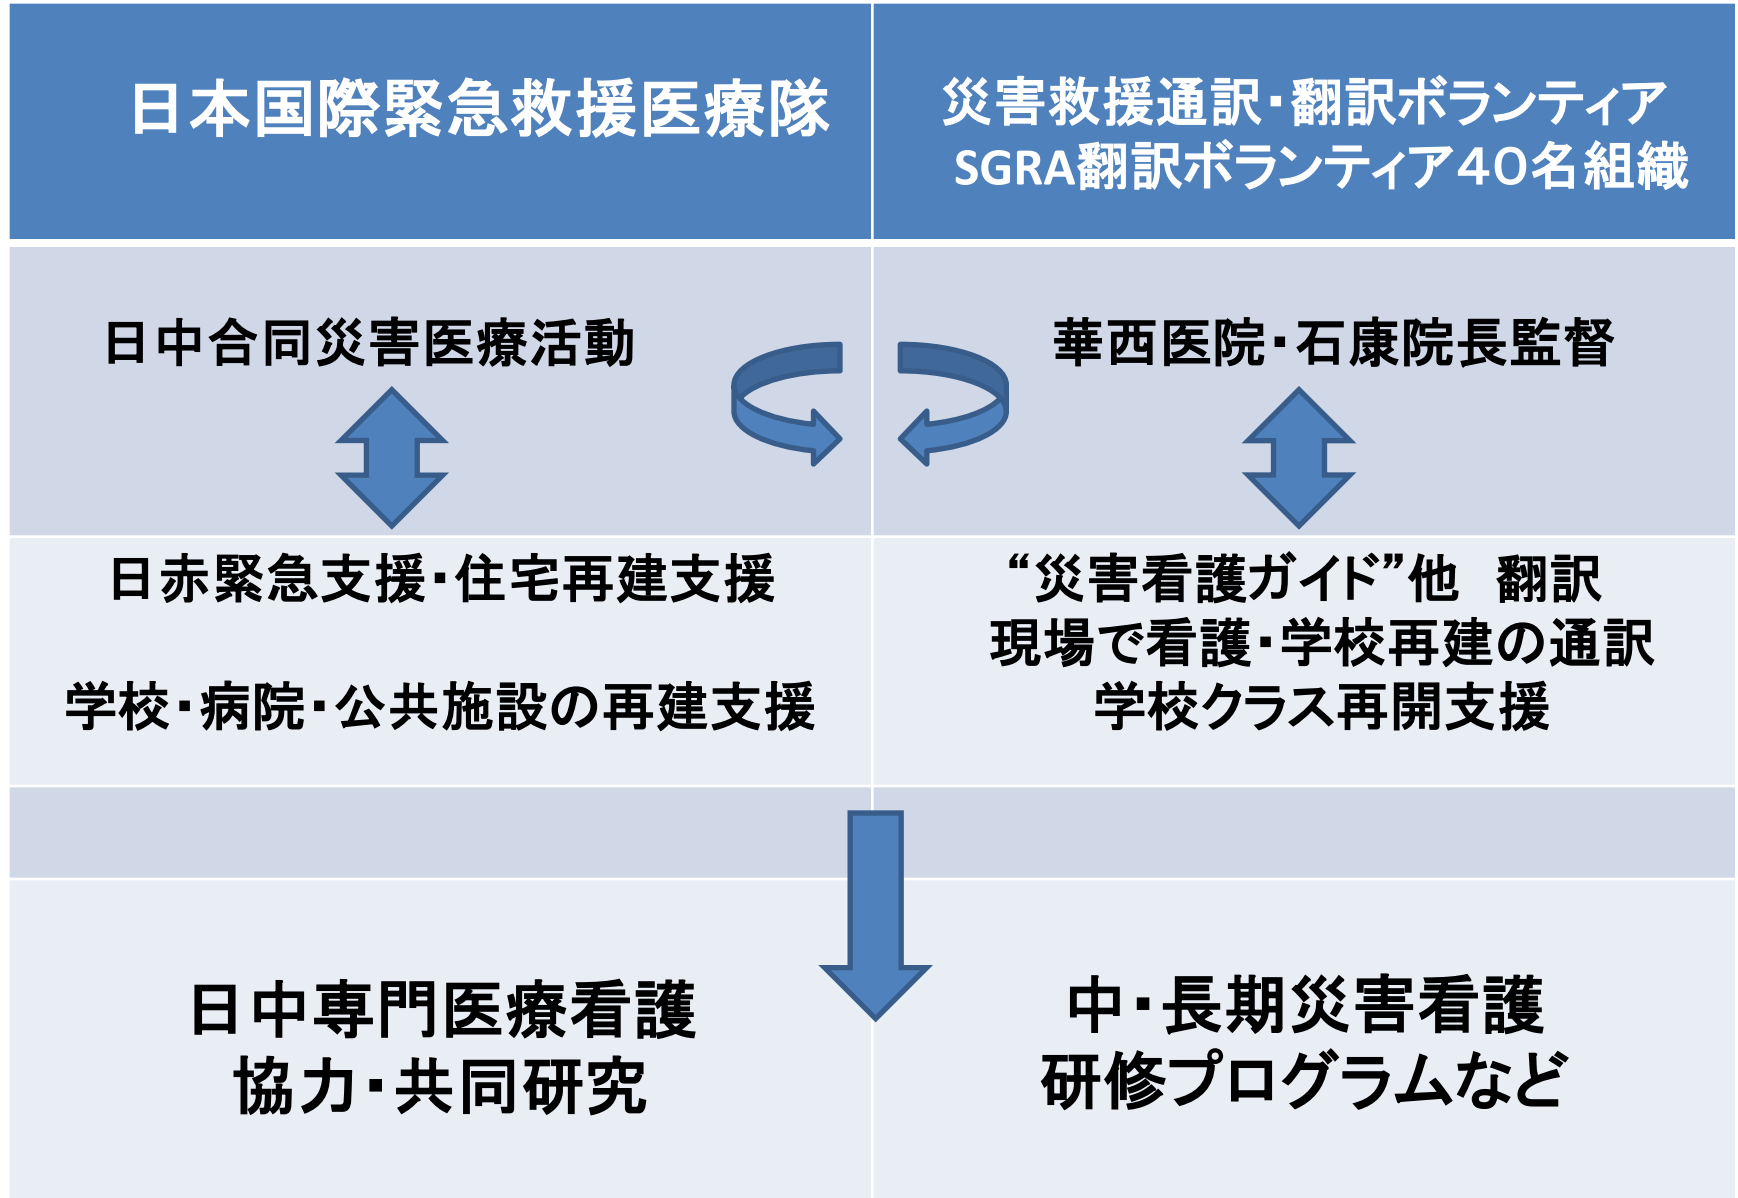 日本国際緊急救援医療隊
災害救援通訳・翻訳ボランティア
SGRA翻訳ボランティア４０名組織
日中合同災害医療活動
華西医院・石康院長監督
日赤緊急支援・住宅再建支援
学校・病院・公共施設の再建支援
“災害看護ガイド”他　翻訳
現場で看護・学校再建の通訳
学校クラス再開支援
日中専門医療看護
協力・共同研究
中・長期災害看護
研修プログラムなど